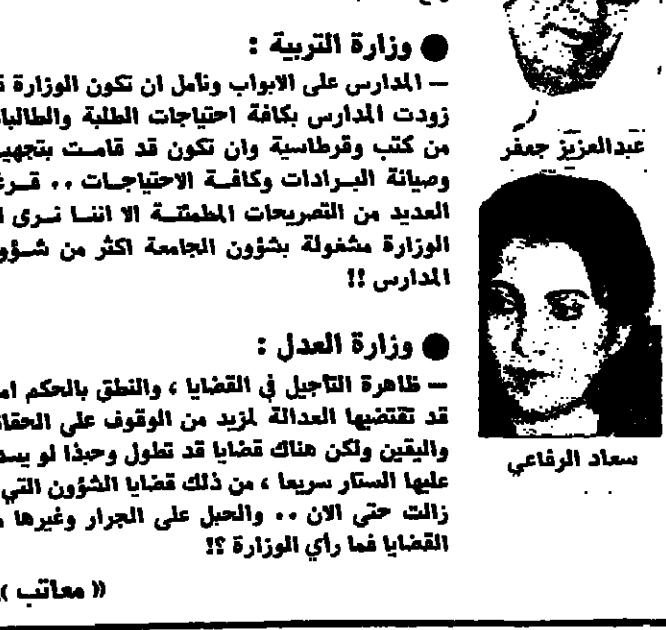 ● وزارة التربية :
— المدارس على الابواب ونأمل ان تكون الوزارة
زودت المدارس بكافة احتياجات الطلبة
من كتب وقرطاسية وان تكون قد قامت
وصيانة البرادات وكافة الاحتياجات ..
العديد من التصريحات المطمئنة الا اننا نرى
الوزارة مشغولة بشؤون الجامعة اكثر من
المدارس !!
● وزارة العدل :
— ظاهرة التأجيل في القضايا ، والنطق بالحكم
قد تقتضيها العدالة لمزيد من الوقوف على
واليقين ولكن هناك قضايا قد تطول وحبذا لو
عليها الستار سريعا ، من ذلك قضايا الشؤون التي
زالت حتى الان .. والحبل على الجرار وغيرها
القضايا فما رأي الوزارة ؟!
(( معاتب ))
عبدالعزيز جعفر
سعاد الرفاعي